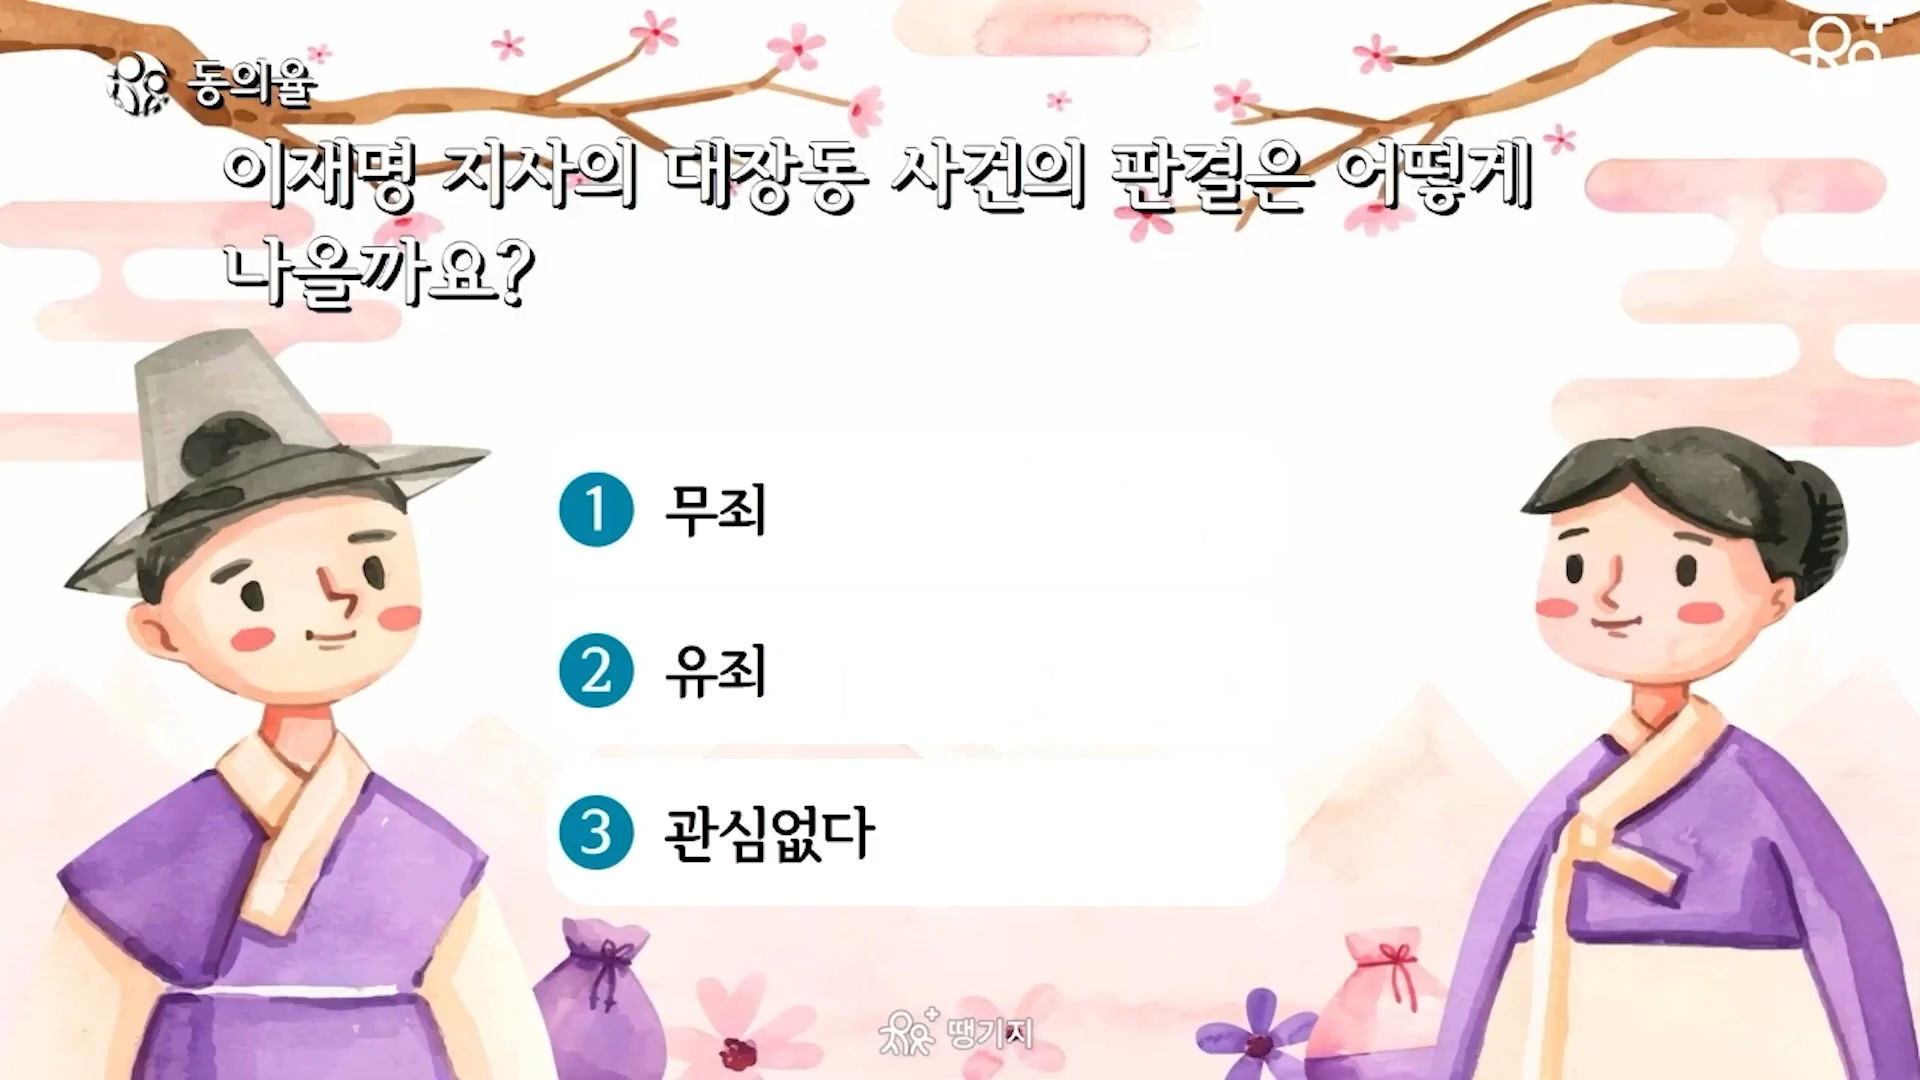 동의율
이재명 지사의 대장동 사건의 판결은 어떻게
나올까요?
1 무죄
2 유죄
3 관심없다
땡기지